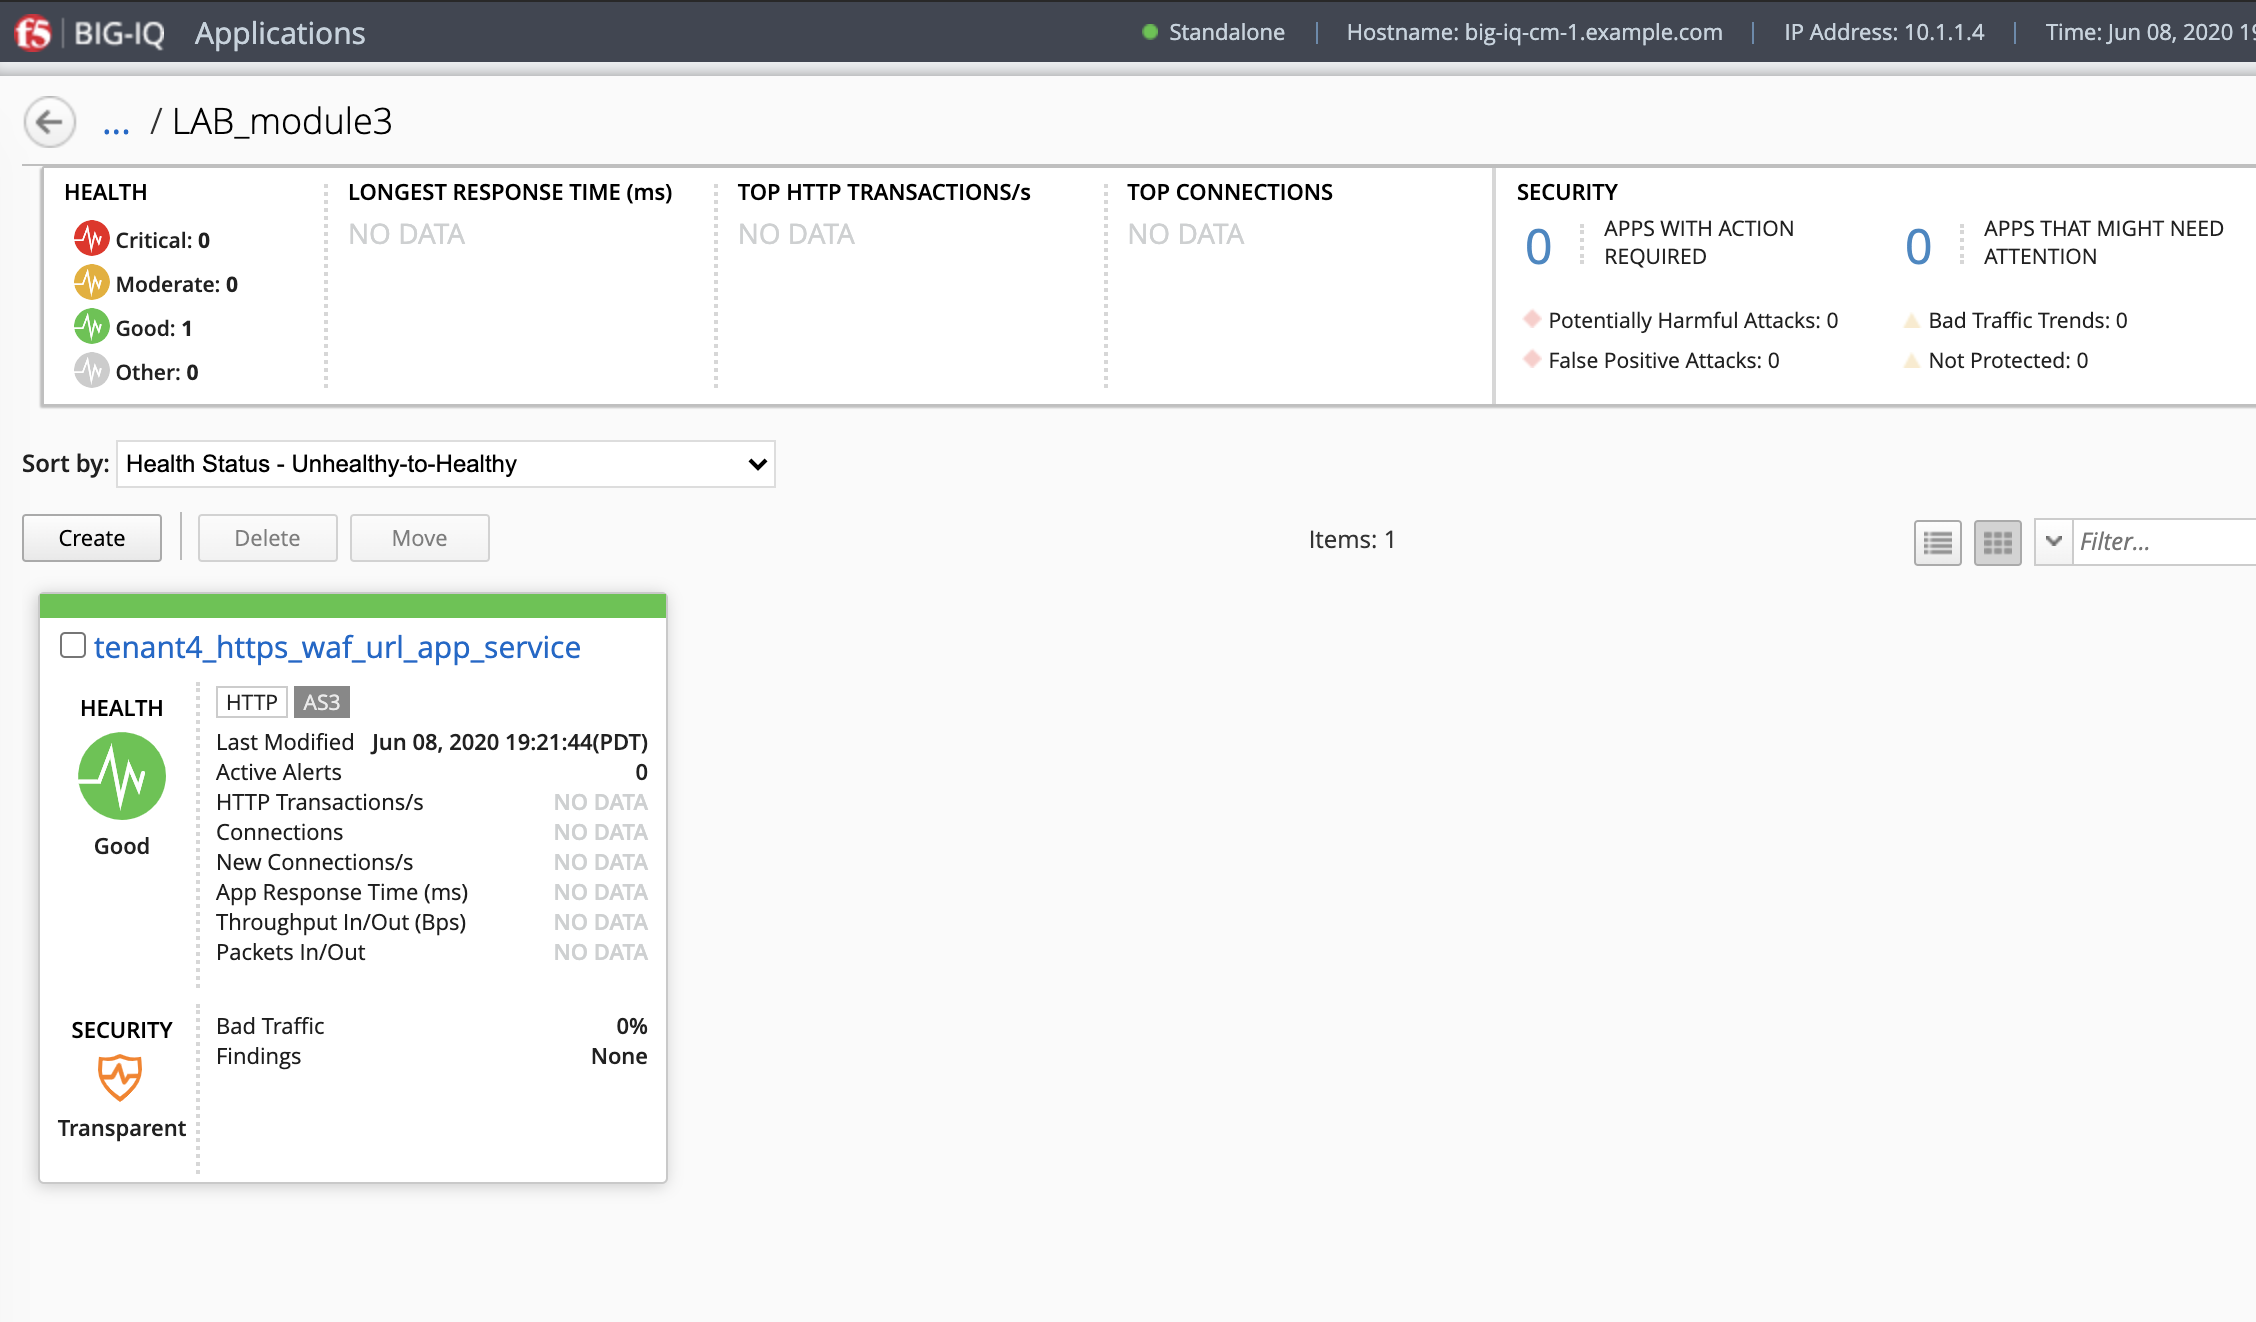 f5 BIG-IQ Applications Standalone Hostname: big-iq-cm-1.example.com IP Address: 10.1.1.4 Time: Jun 08, 2020 19
... / LAB_module3
HEALTH
Critical: 0
Moderate: 0
Good: 1
Other: 0
LONGEST RESPONSE TIME (ms)
NO DATA
TOP HTTP TRANSACTIONS/s
NO DATA
TOP CONNECTIONS
NO DATA
SECURITY
0 APPS WITH ACTION
REQUIRED
Potentially Harmful Attacks: 0
False Positive Attacks: 0
0 APPS THAT MIGHT NEED
ATTENTION
Bad Traffic Trends: 0
Not Protected: 0
Sort by: Health Status - Unhealthy-to-Healthy
Create Delete Move Items: 1 Filter...
tenant4_https_waf_url_app_service
HEALTH
Good
HTTP AS3
Last Modified Jun 08, 2020 19:21:44(PDT)
Active Alerts 0
HTTP Transactions/s NO DATA
Connections NO DATA
New Connections/s NO DATA
App Response Time (ms) NO DATA
Throughput In/Out (Bps) NO DATA
Packets In/Out NO DATA
SECURITY
Transparent
Bad Traffic 0%
Findings None